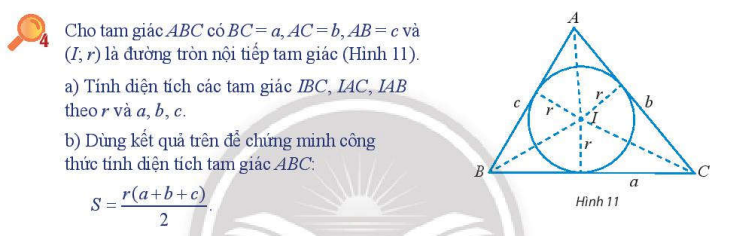 4
Cho tam giác ABC có BC = a, AC = b, AB = c và
(I; r) là đường tròn nội tiếp tam giác (Hình 11).
a) Tính diện tích các tam giác IBC, IAC, IAB
theo r và a, b, c.
b) Dùng kết quả trên để chứng minh công
thức tính diện tích tam giác ABC:
S = r(a+b+c)/2.
A
c
b
r
r
I
r
B
C
a
Hình 11